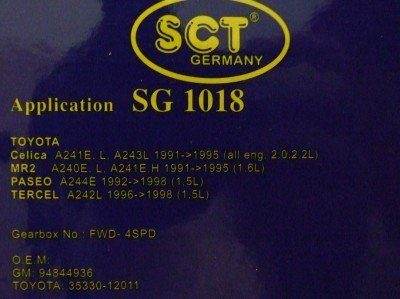 SCT®
GERMANY
Application SG 1018
TOYOTA
Celica A241E. L, A243L 1991->1995 (all eng. 2.0;2.2L)
MR2 A240E. L, A241E.H 1991->1995 (1.6L)
PASEO A244E 1992->1998 (1.5L)
TERCEL A242L 1996->1998 (1.5L)
Gearbox No : FWD- 4SPD
O.E.M:
GM: 94844936
TOYOTA: 35330-12011